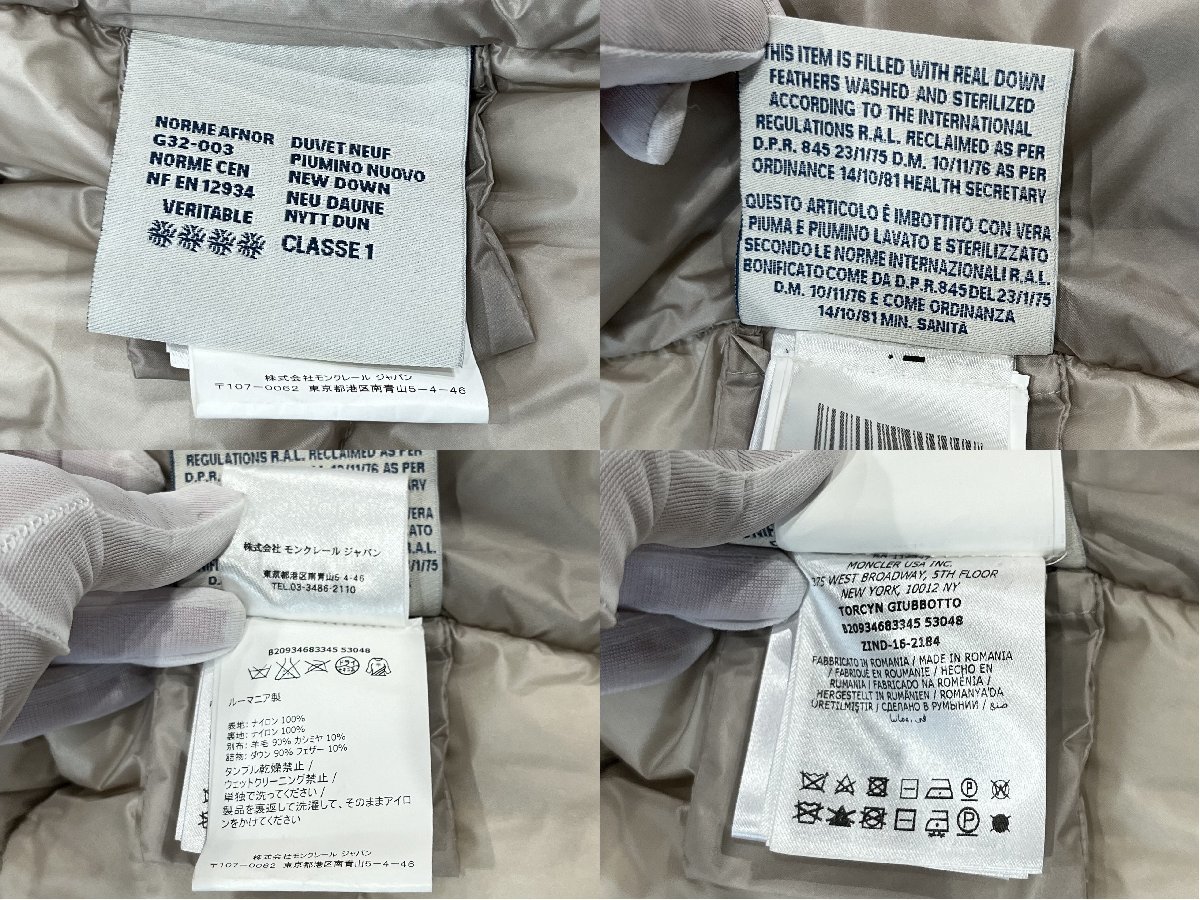 NORME AFNOR
G32-003
NORME CEN
NF EN 12934
VERITABLE
DUVET NEUF
PIUMINO NUOVO
NEW DOWN
NEU DAUNE
NYTT DUN
CLASSE 1
株式会社モンクレール ジャパン
〒107-0062 東京都港区南青山5-4-46
THIS ITEM IS FILLED WITH REAL DOWN
FEATHERS WASHED AND STERILIZED
ACCORDING TO THE INTERNATIONAL
REGULATIONS R.A.L. RECLAIMED AS PER
D.P.R. 845 23/1/75 D.M. 10/11/76 AS PER
ORDINANCE 14/10/81 HEALTH SECRETARY
QUESTO ARTICOLO È IMBOTTITO CON VERA
PIUMA E PIUMINO LAVATO E STERILIZZATO
SECONDO LE NORME INTERNAZIONALI R.A.L.
BONIFICATO COME DA D.P.R.845 DEL 23/1/75
D.M. 10/11/76 E COME ORDINANZA
14/10/81 MIN. SANITÀ
REGULATIONS R.A.L. RECLAIMED AS PER
D.P.R.
AS PER
株式会社 モンクレール ジャパン
東京都港区南青山5-4-46
TEL.03-3486-2110
B20934683345 53048
ルーマニア製
表地: ナイロン 100%
裏地: ナイロン 100%
別布: 羊毛 90% カシミヤ 10%
詰物: ダウン 90% フェザー 10%
タンブル乾燥禁止 /
ウェットクリーニング禁止 /
単独で洗ってください /
製品を裏返して洗濯して、そのままアイロ
ンをかけてください
株式会社モンクレール ジャパン
〒107-0062 東京都港区南青山5-4-46
MONCLER USA INC.
WEST BROADWAY, 5TH FLOOR
NEW YORK, 10012 NY
TORCYN GIUBBOTTO
B20934683345 53048
ZIND-16-2184
FABBRICATO IN ROMANIA / MADE IN ROMANIA
/ FABRIQUÉ EN ROUMANIE / HECHO EN
RUMANIA / FABRICADO NA ROMÉNIA /
HERGESTELLT IN RUMÄNIEN / ROMANYA'DA
ÜRETILMIŞTIR / СДЕЛАНО В РУМЫНИИ / صنع
في رومانيا